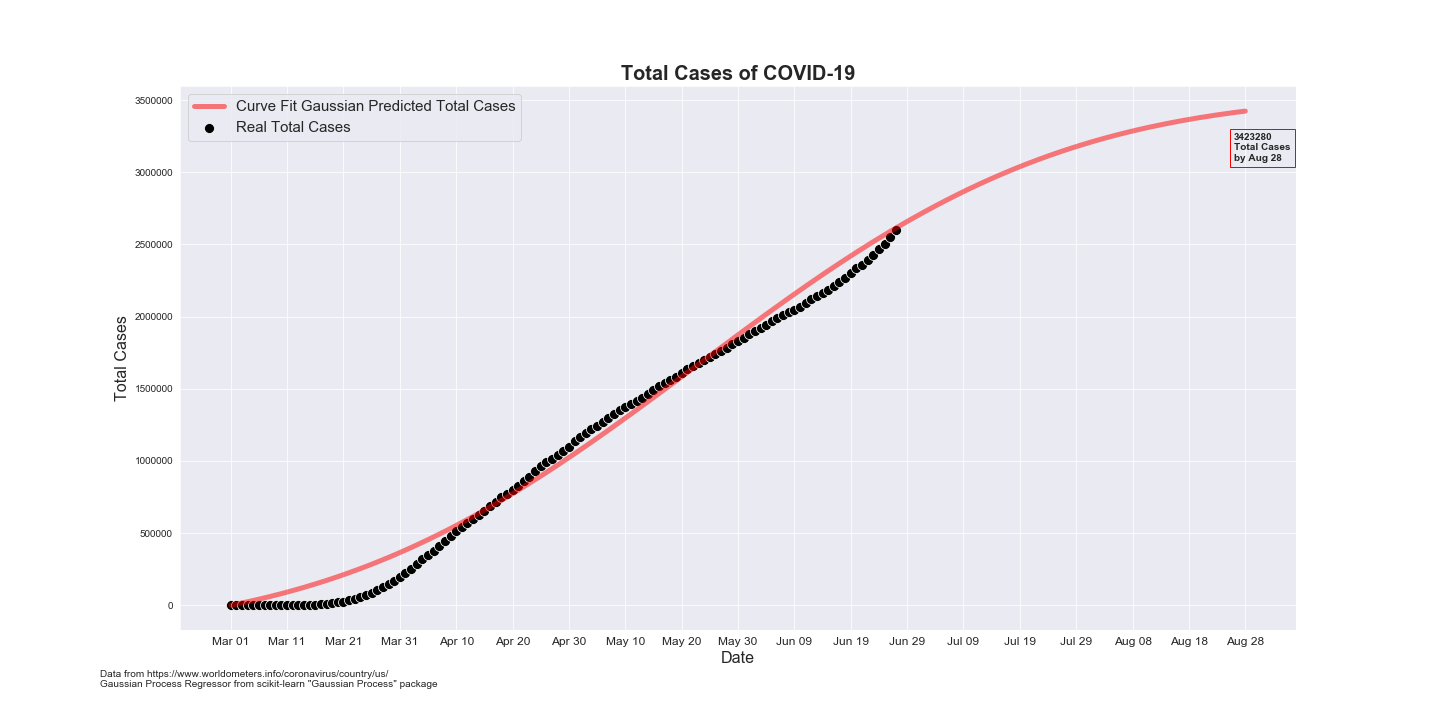 Total Cases of COVID-19
Curve Fit Gaussian Predicted Total Cases
Real Total Cases
3500000
3000000
2500000
2000000
1500000
1000000
500000
0
Total Cases
3423280
Total Cases
by Aug 28
Mar 01 Mar 11 Mar 21 Mar 31 Apr 10 Apr 20 Apr 30 May 10 May 20 May 30 Jun 09 Jun 19 Jun 29 Jul 09 Jul 19 Jul 29 Aug 08 Aug 18 Aug 28
Date
Data from https://www.worldometers.info/coronavirus/country/us/
Gaussian Process Regressor from scikit-learn "Gaussian Process" package